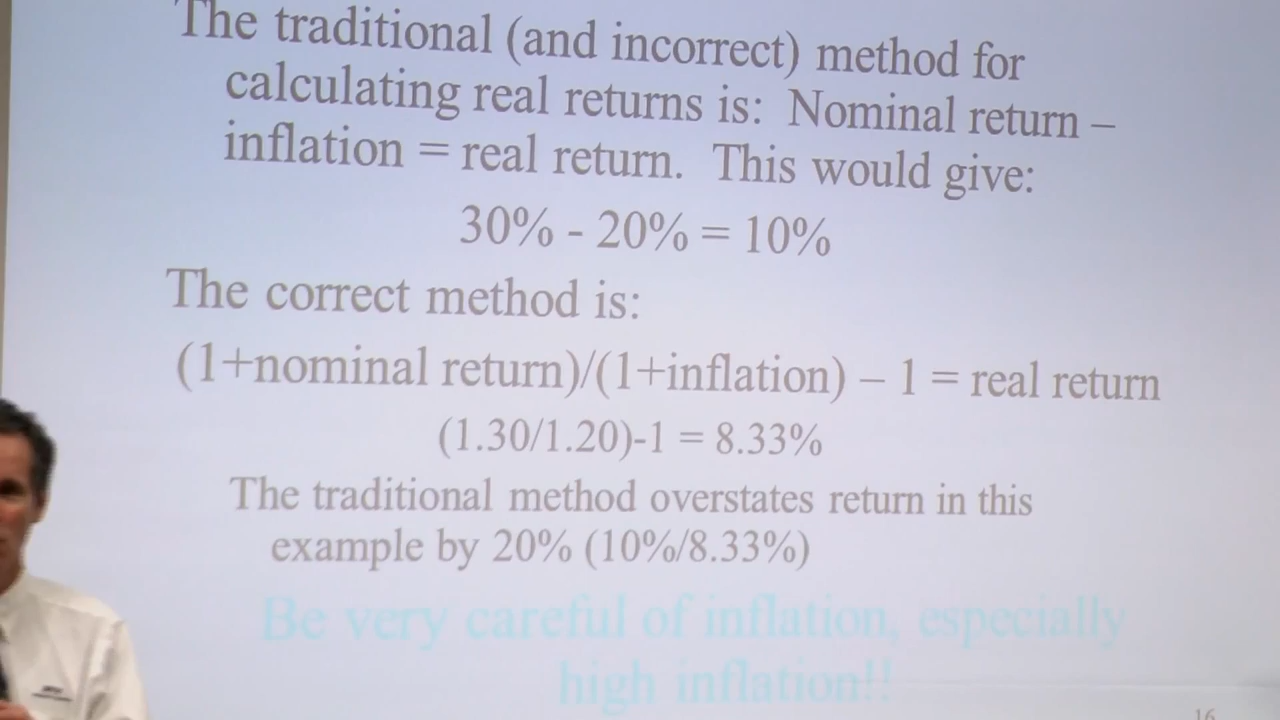 The traditional (and incorrect) method for
calculating real returns is: Nominal return –
inflation = real return. This would give:
30% - 20% = 10%
The correct method is:
(1+nominal return)/(1+inflation) – 1 = real return
(1.30/1.20)-1 = 8.33%
The traditional method overstates return in this
example by 20% (10%/8.33%)
Be very careful of inflation, especially
high inflation!!
16